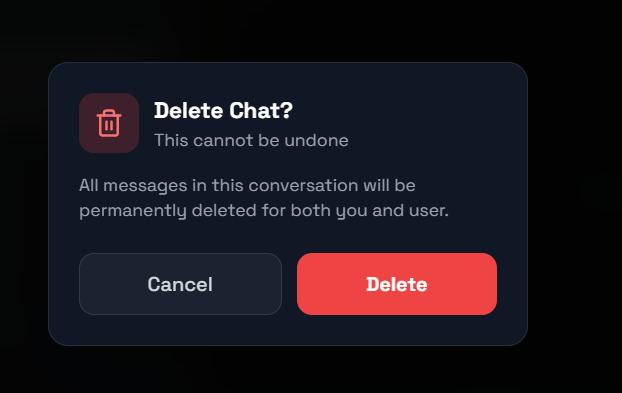 Delete Chat?
This cannot be undone
All messages in this conversation will be
permanently deleted for both you and user.
Cancel
Delete